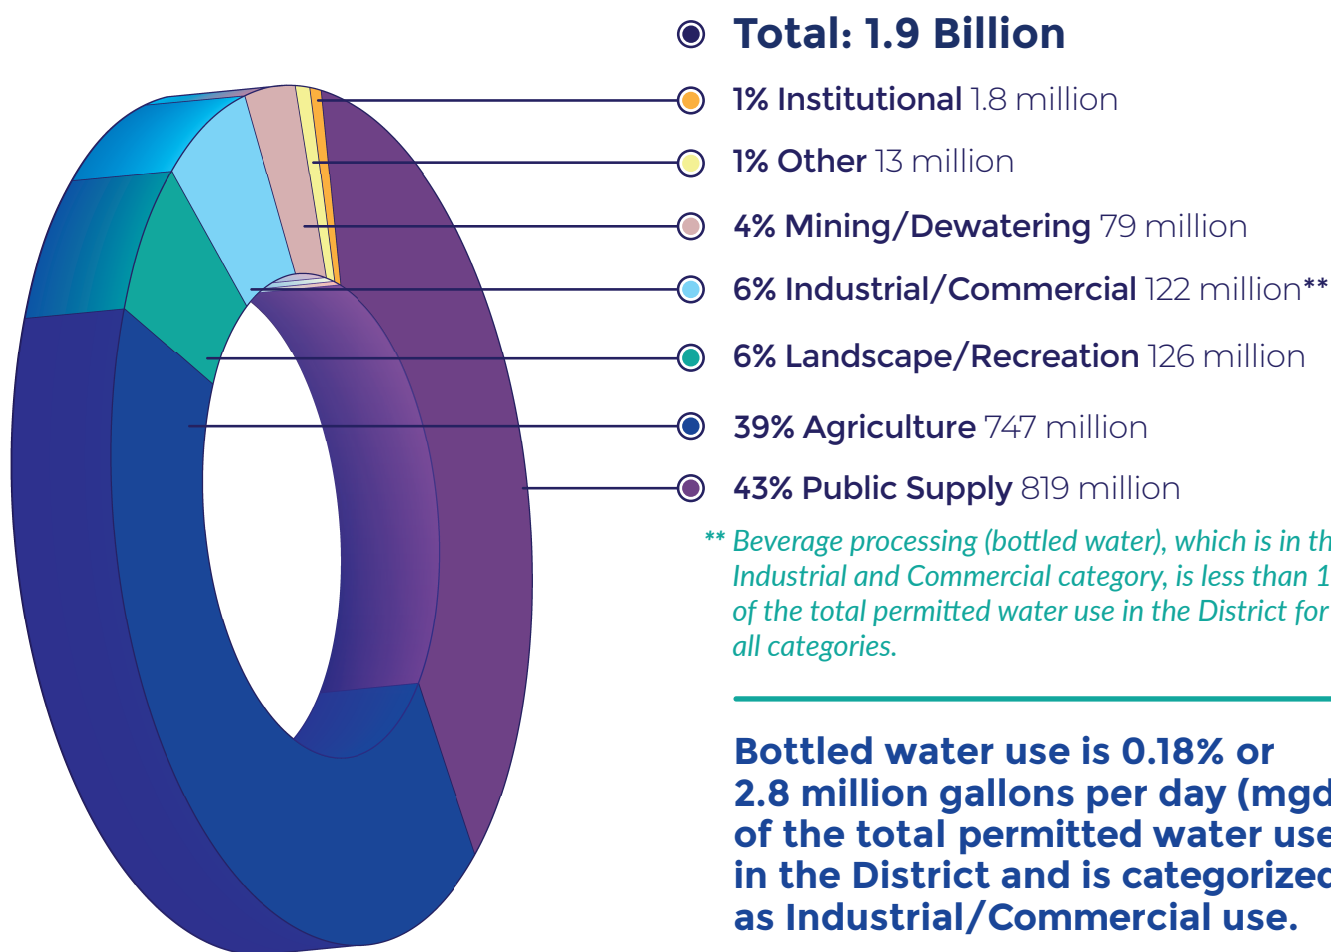 Total: 1.9 Billion
1% Institutional 1.8 million
1% Other 13 million
4% Mining/Dewatering 79 million
6% Industrial/Commercial 122 million**
6% Landscape/Recreation 126 million
39% Agriculture 747 million
43% Public Supply 819 million
** Beverage processing (bottled water), which is in th
Industrial and Commercial category, is less than 1
of the total permitted water use in the District for
all categories.
Bottled water use is 0.18% or
2.8 million gallons per day (mgd
of the total permitted water use
in the District and is categorized
as Industrial/Commercial use.